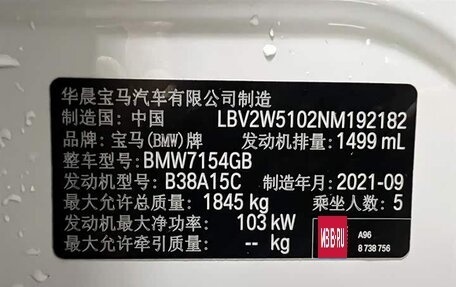 华晨宝马汽车有限公司制造
制造国：中国 LBV2W5102NM192182
品牌：宝马(BMW)牌 发动机排量：1499 mL
整车型号：BMW7154GB
发动机型号：B38A15C 制造年月：2021-09
最大允许总质量：1845 kg 乘坐人数：5
发动机最大净功率：103 kW
最大允许牵引质量：-- kg
ИЗ·В·RU
A96
8 738 756